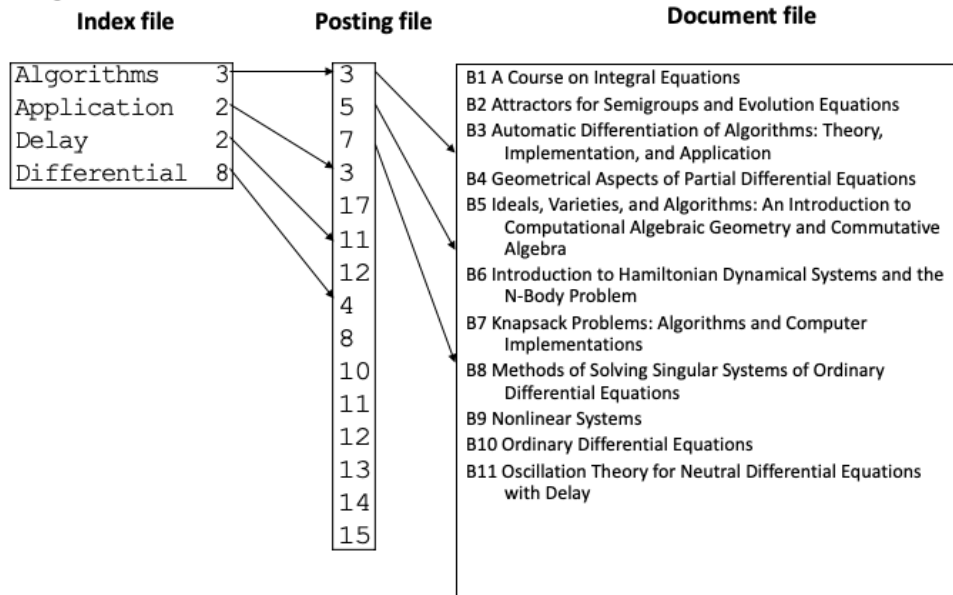 Index file
Posting file
Document file
Algorithms 3
Application 2
Delay 2
Differential 8
3
5
7
3
17
11
12
4
8
10
11
12
13
14
15
B1 A Course on Integral Equations
B2 Attractors for Semigroups and Evolution Equations
B3 Automatic Differentiation of Algorithms: Theory,
Implementation, and Application
B4 Geometrical Aspects of Partial Differential Equations
B5 Ideals, Varieties, and Algorithms: An Introduction to
Computational Algebraic Geometry and Commutative
Algebra
B6 Introduction to Hamiltonian Dynamical Systems and the
N-Body Problem
B7 Knapsack Problems: Algorithms and Computer
Implementations
B8 Methods of Solving Singular Systems of Ordinary
Differential Equations
B9 Nonlinear Systems
B10 Ordinary Differential Equations
B11 Oscillation Theory for Neutral Differential Equations
with Delay